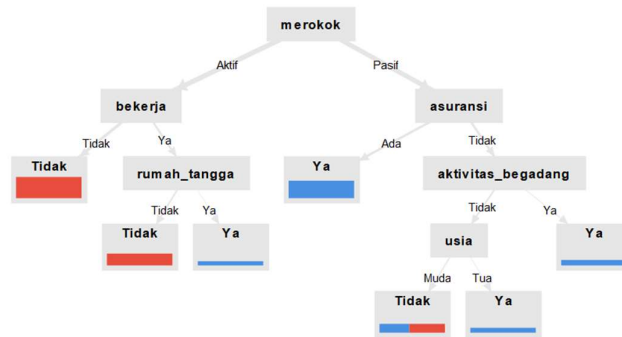 merokok
Aktif Pasif
bekerja asuransi
Tidak Ya Ada Tidak
Tidak rumah_tangga Ya aktivitas_begadang
Tidak Ya Tidak Ya
Tidak Ya usia Ya
Muda Tua
Tidak Ya